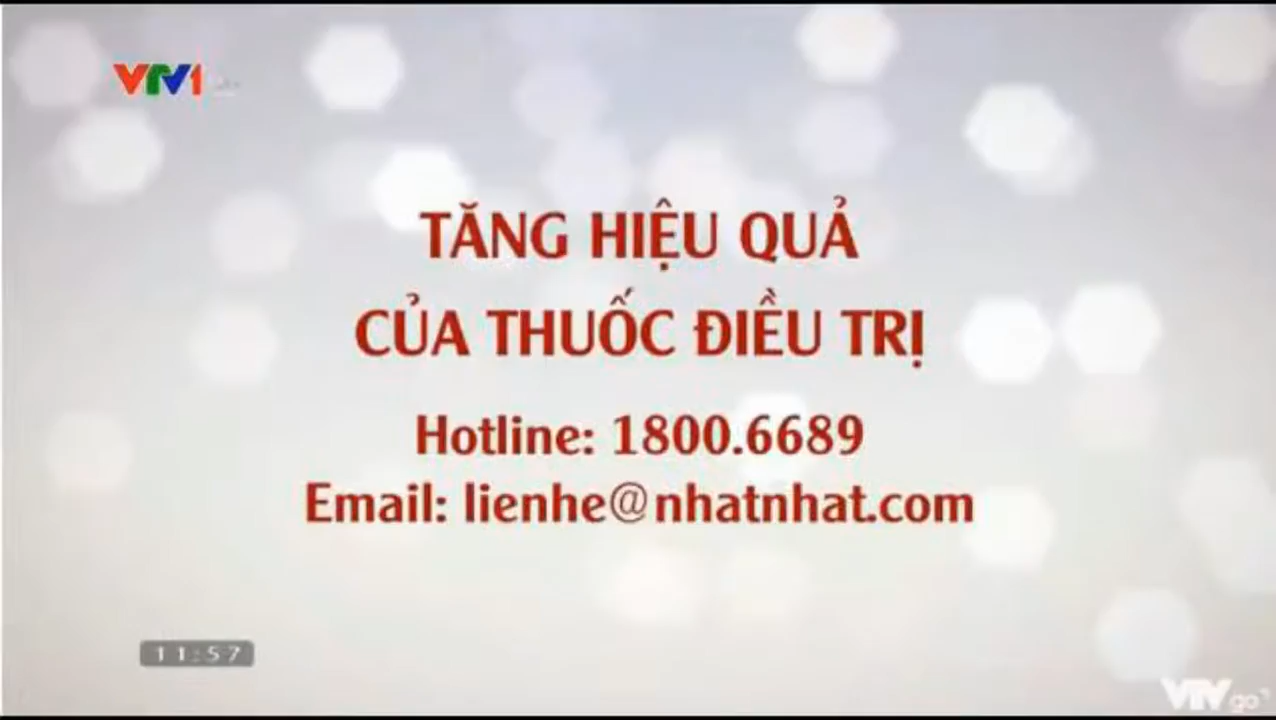 VTV1
TĂNG HIỆU QUẢ
CỦA THUỐC ĐIỀU TRỊ
Hotline: 1800.6689
Email: lienhe@nhatnhat.com
11:57
VTVgo